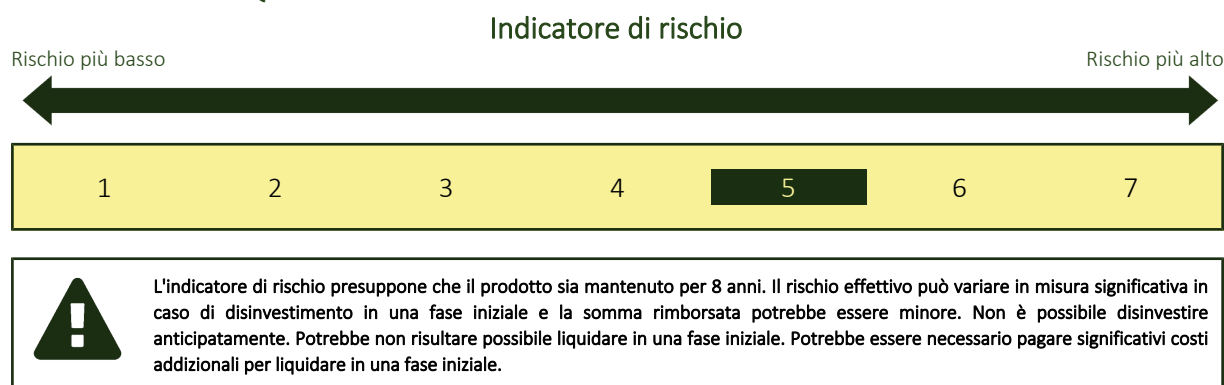 Indicatore di rischio
Rischio più basso
Rischio più alto
1 2 3 4 5 6 7
L'indicatore di rischio presuppone che il prodotto sia mantenuto per 8 anni. Il rischio effettivo può variare in misura significativa in
caso di disinvestimento in una fase iniziale e la somma rimborsata potrebbe essere minore. Non è possibile disinvestire
anticipatamente. Potrebbe non risultare possibile liquidare in una fase iniziale. Potrebbe essere necessario pagare significativi costi
addizionali per liquidare in una fase iniziale.